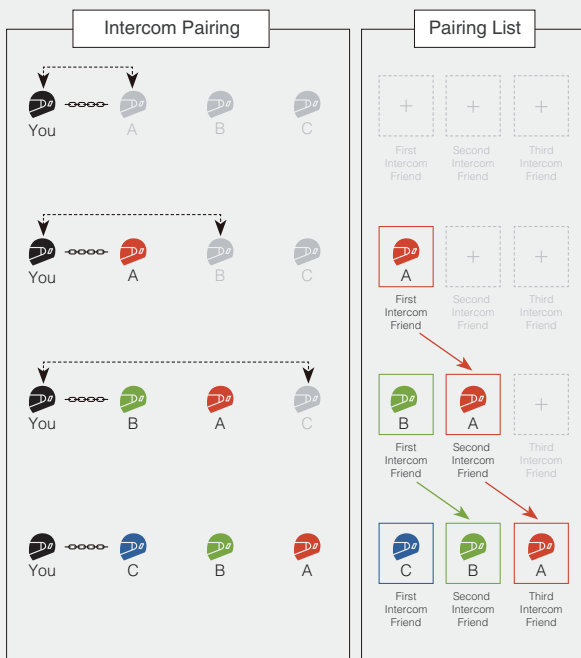 Intercom Pairing
Pairing List
You A B C
+ + +
First Intercom Friend
Second Intercom Friend
Third Intercom Friend
You A B C
A + +
First Intercom Friend
Second Intercom Friend
Third Intercom Friend
You B A C
B A +
First Intercom Friend
Second Intercom Friend
Third Intercom Friend
You C B A
C B A
First Intercom Friend
Second Intercom Friend
Third Intercom Friend